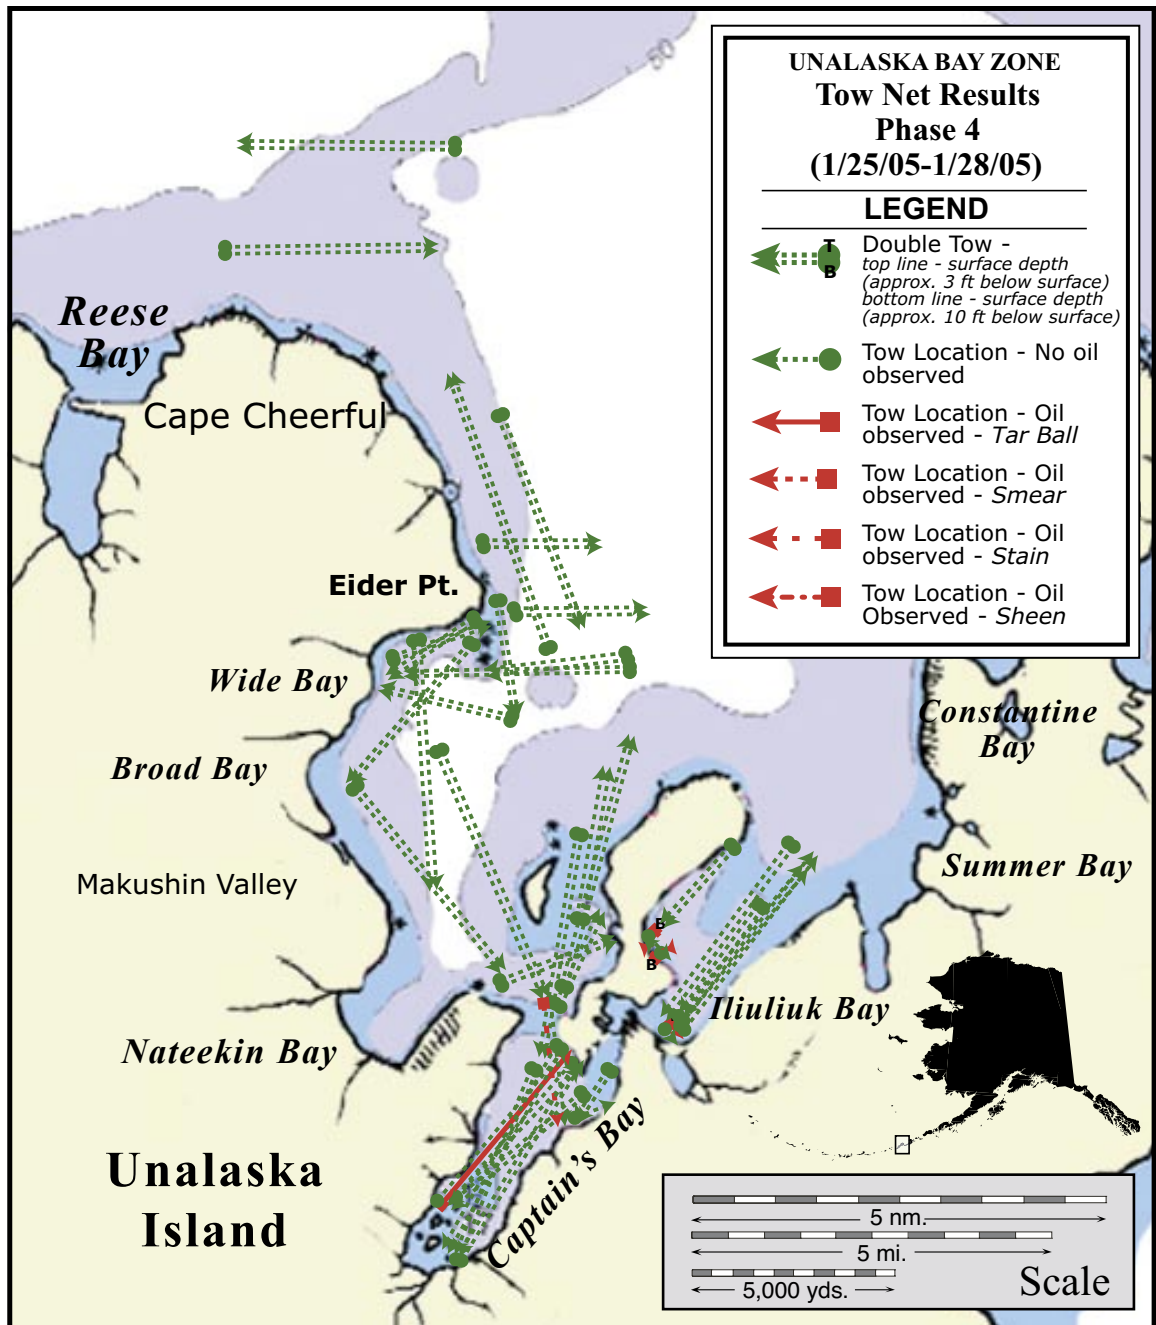 50
UNALASKA BAY ZONE
Tow Net Results
Phase 4
(1/25/05-1/28/05)
LEGEND
T
B
Double Tow -
top line - surface depth
(approx. 3 ft below surface)
bottom line - surface depth
(approx. 10 ft below surface)
Tow Location - No oil
observed
Tow Location - Oil
observed - Tar Ball
Tow Location - Oil
observed - Smear
Tow Location - Oil
observed - Stain
Tow Location - Oil
Observed - Sheen
Reese
Bay
Cape Cheerful
Eider Pt.
Wide Bay
Broad Bay
Makushin Valley
Constantine
Bay
Summer Bay
B
B
Iliuliuk Bay
Nateekin Bay
Captain's Bay
Unalaska
Island
5 nm.
5 mi.
5,000 yds.
Scale